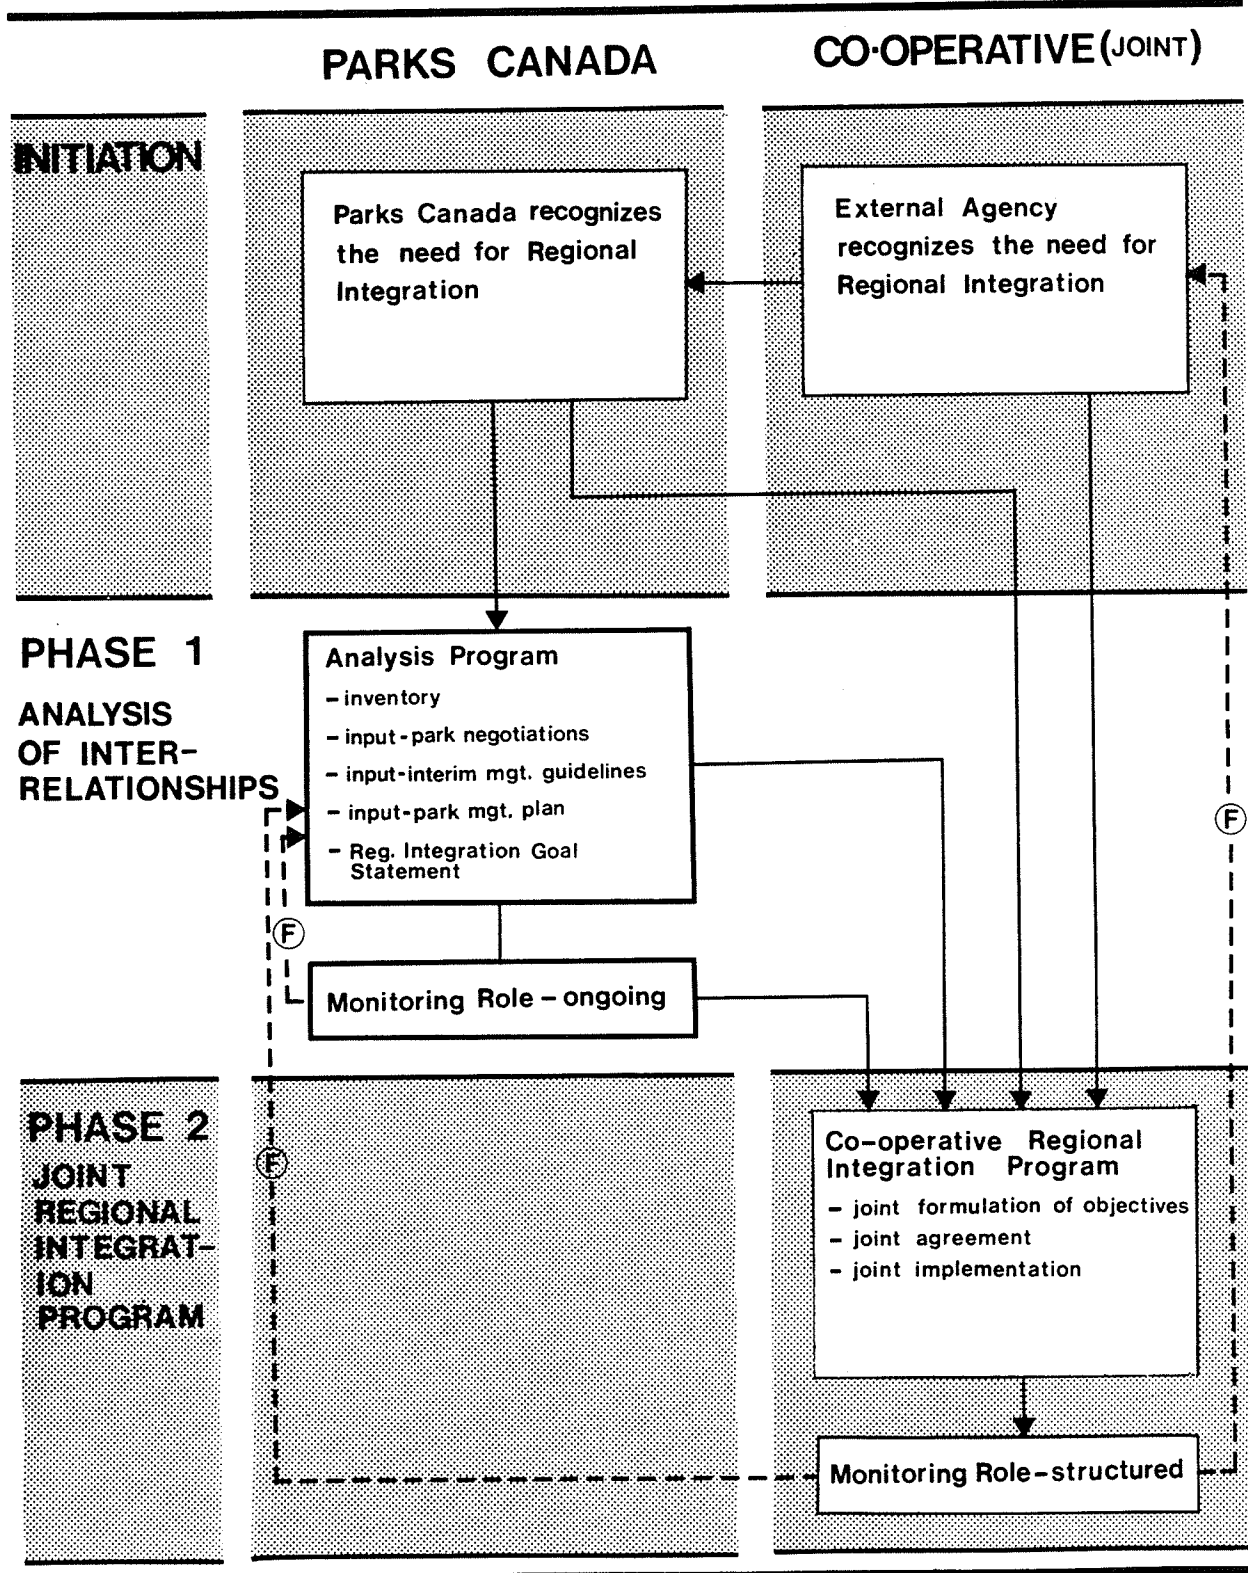 PARKS CANADA
CO·OPERATIVE (JOINT)
INITIATION
Parks Canada recognizes
the need for Regional
Integration
External Agency
recognizes the need for
Regional Integration
PHASE 1
ANALYSIS
OF INTER-
RELATIONSHIPS
Analysis Program
- inventory
- input-park negotiations
- input-interim mgt. guidelines
- input-park mgt. plan
- Reg. Integration Goal
Statement
F
F
Monitoring Role - ongoing
PHASE 2
JOINT
REGIONAL
INTEGRAT-
ION
PROGRAM
F
Co-operative Regional
Integration Program
- joint formulation of objectives
- joint agreement
- joint implementation
Monitoring Role-structured